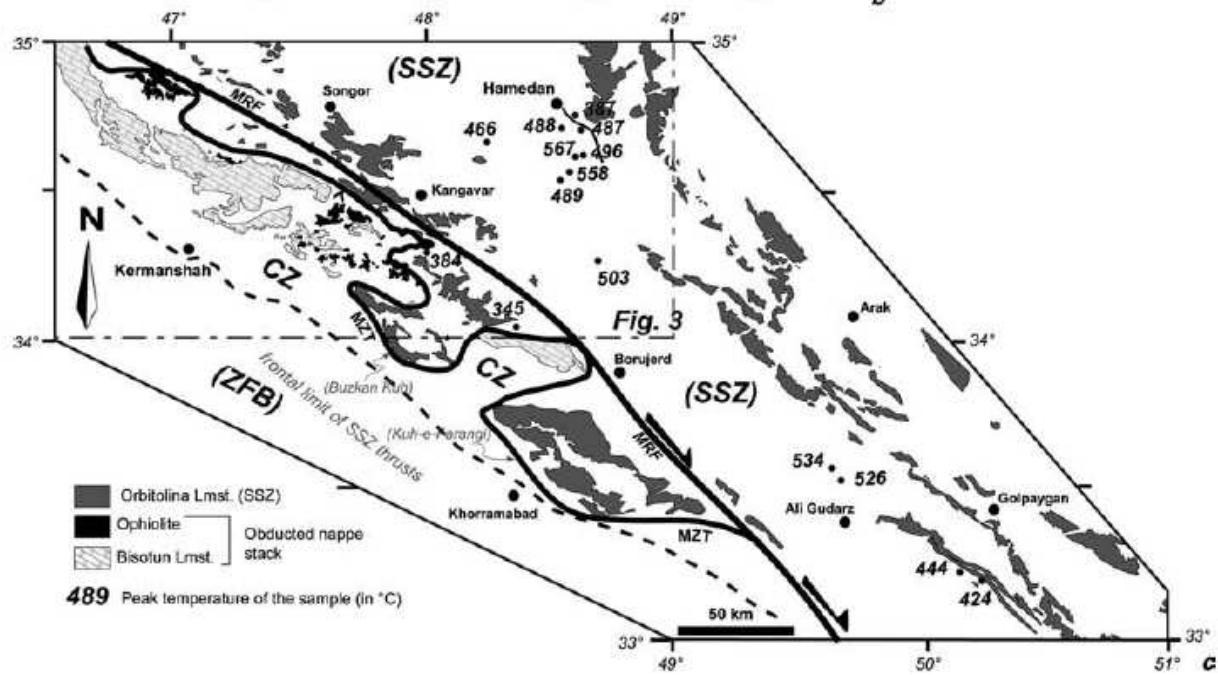 b
47° 48° 49°
35° 35°
(SSZ)
MRF
Songor
Hamedan
387
488 487
466
567 496
558
489
Kangavar
N
Kermanshah
CZ
384
503
345
Fig. 3
Arak
MZT
34° 34°
Borujerd
(Buzkan Kuh)
CZ
(ZFB)
frontal limit of SSZ thrusts
(SSZ)
(Kuh-e-Farangi)
MRF
534
526
Golpaygan
Ali Gudarz
Khorramabad
MZT
444
424
Orbitolina Lmst. (SSZ)
Ophiolite
Obducted nappe
stack
Bisotun Lmst.
489 Peak temperature of the sample (in °C)
50 km
33° 33°
49° 50° 51°
c